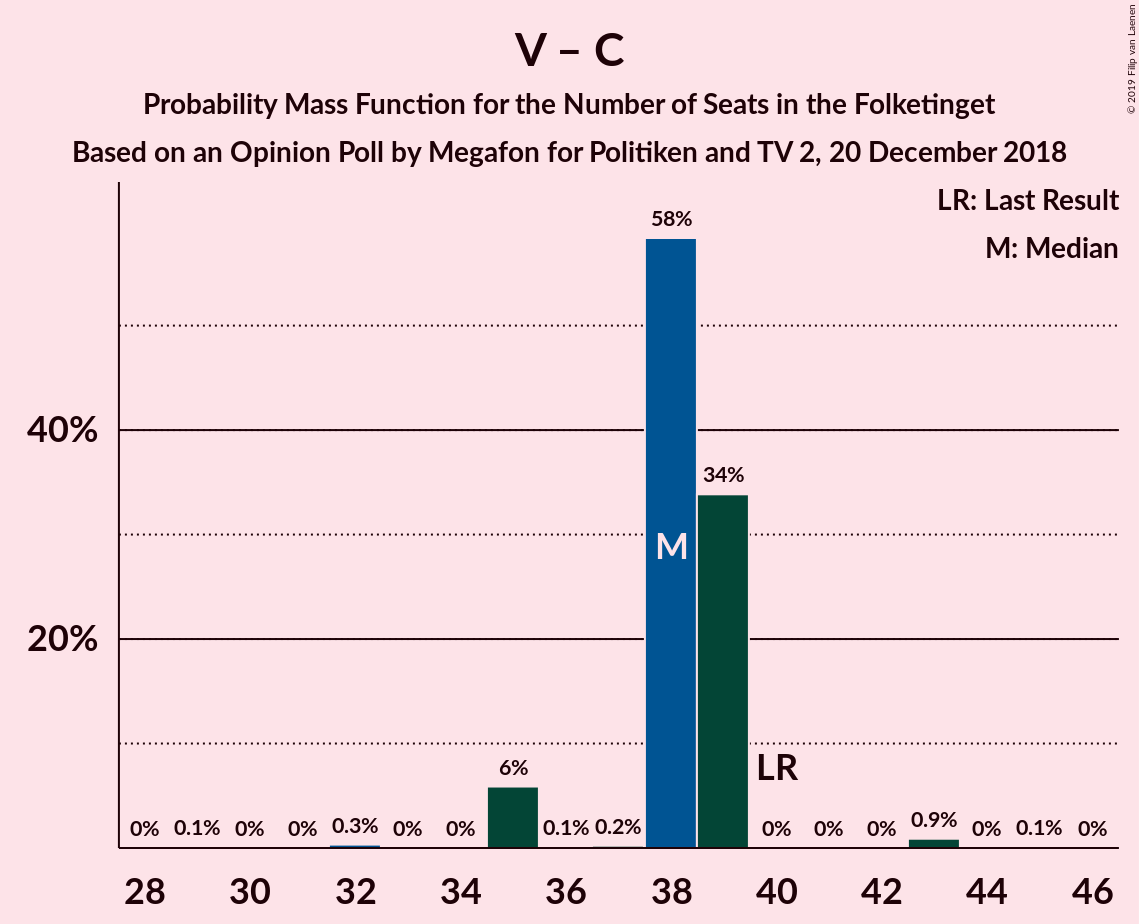 V – C
Probability Mass Function for the Number of Seats in the Folketinget
Based on an Opinion Poll by Megafon for Politiken and TV 2, 20 December 2018
© 2019 Filip van Laenen
LR: Last Result
M: Median
58%
40%
34%
M
20%
LR
6%
0% 0.1% 0% 0% 0.3% 0% 0% 0.1% 0.2% 0% 0% 0% 0.9% 0% 0.1% 0%
28 30 32 34 36 38 40 42 44 46